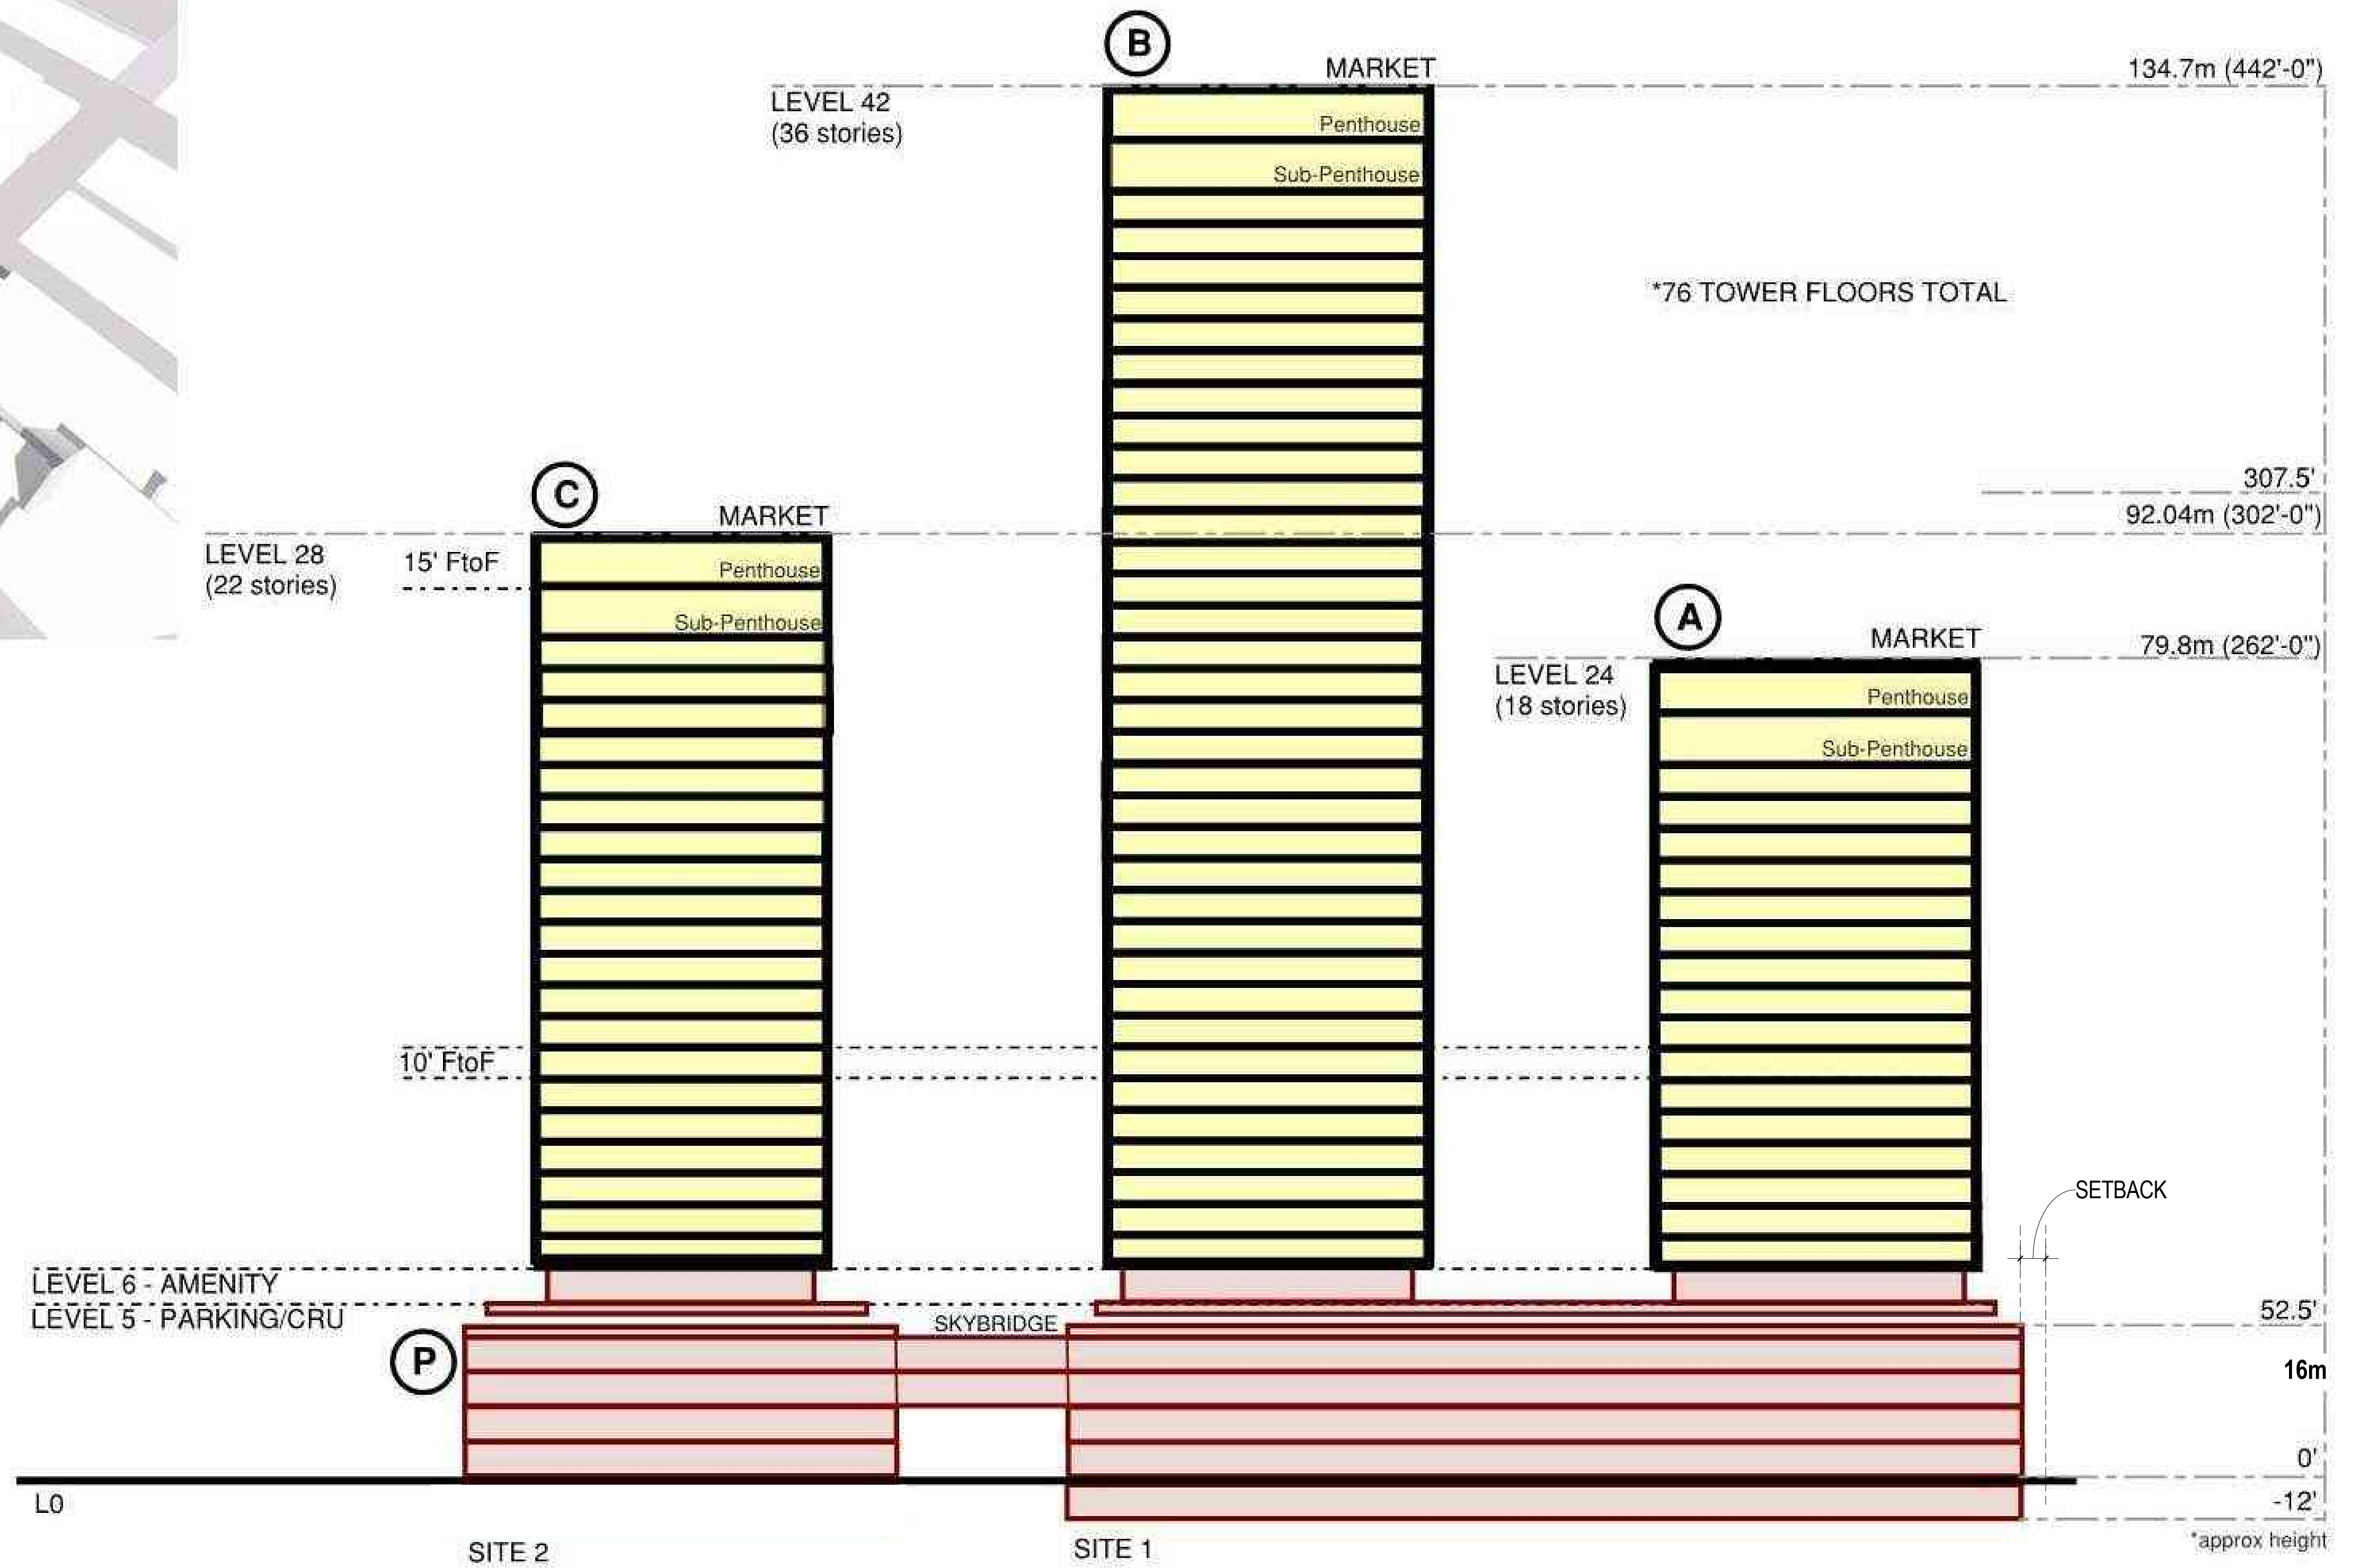 B
MARKET
134.7m (442'-0")
LEVEL 42
(36 stories)
Penthouse
Sub-Penthouse
*76 TOWER FLOORS TOTAL
307.5'
C
MARKET
92.04m (302'-0")
LEVEL 28
(22 stories)
15' FtoF
Penthouse
Sub-Penthouse
A
MARKET
79.8m (262'-0")
LEVEL 24
(18 stories)
Penthouse
Sub-Penthouse
10' FtoF
SETBACK
LEVEL 6 - AMENITY
LEVEL 5 - PARKING/CRU
SKYBRIDGE
52.5'
P
16m
0'
L0
-12'
*approx height
SITE 2
SITE 1